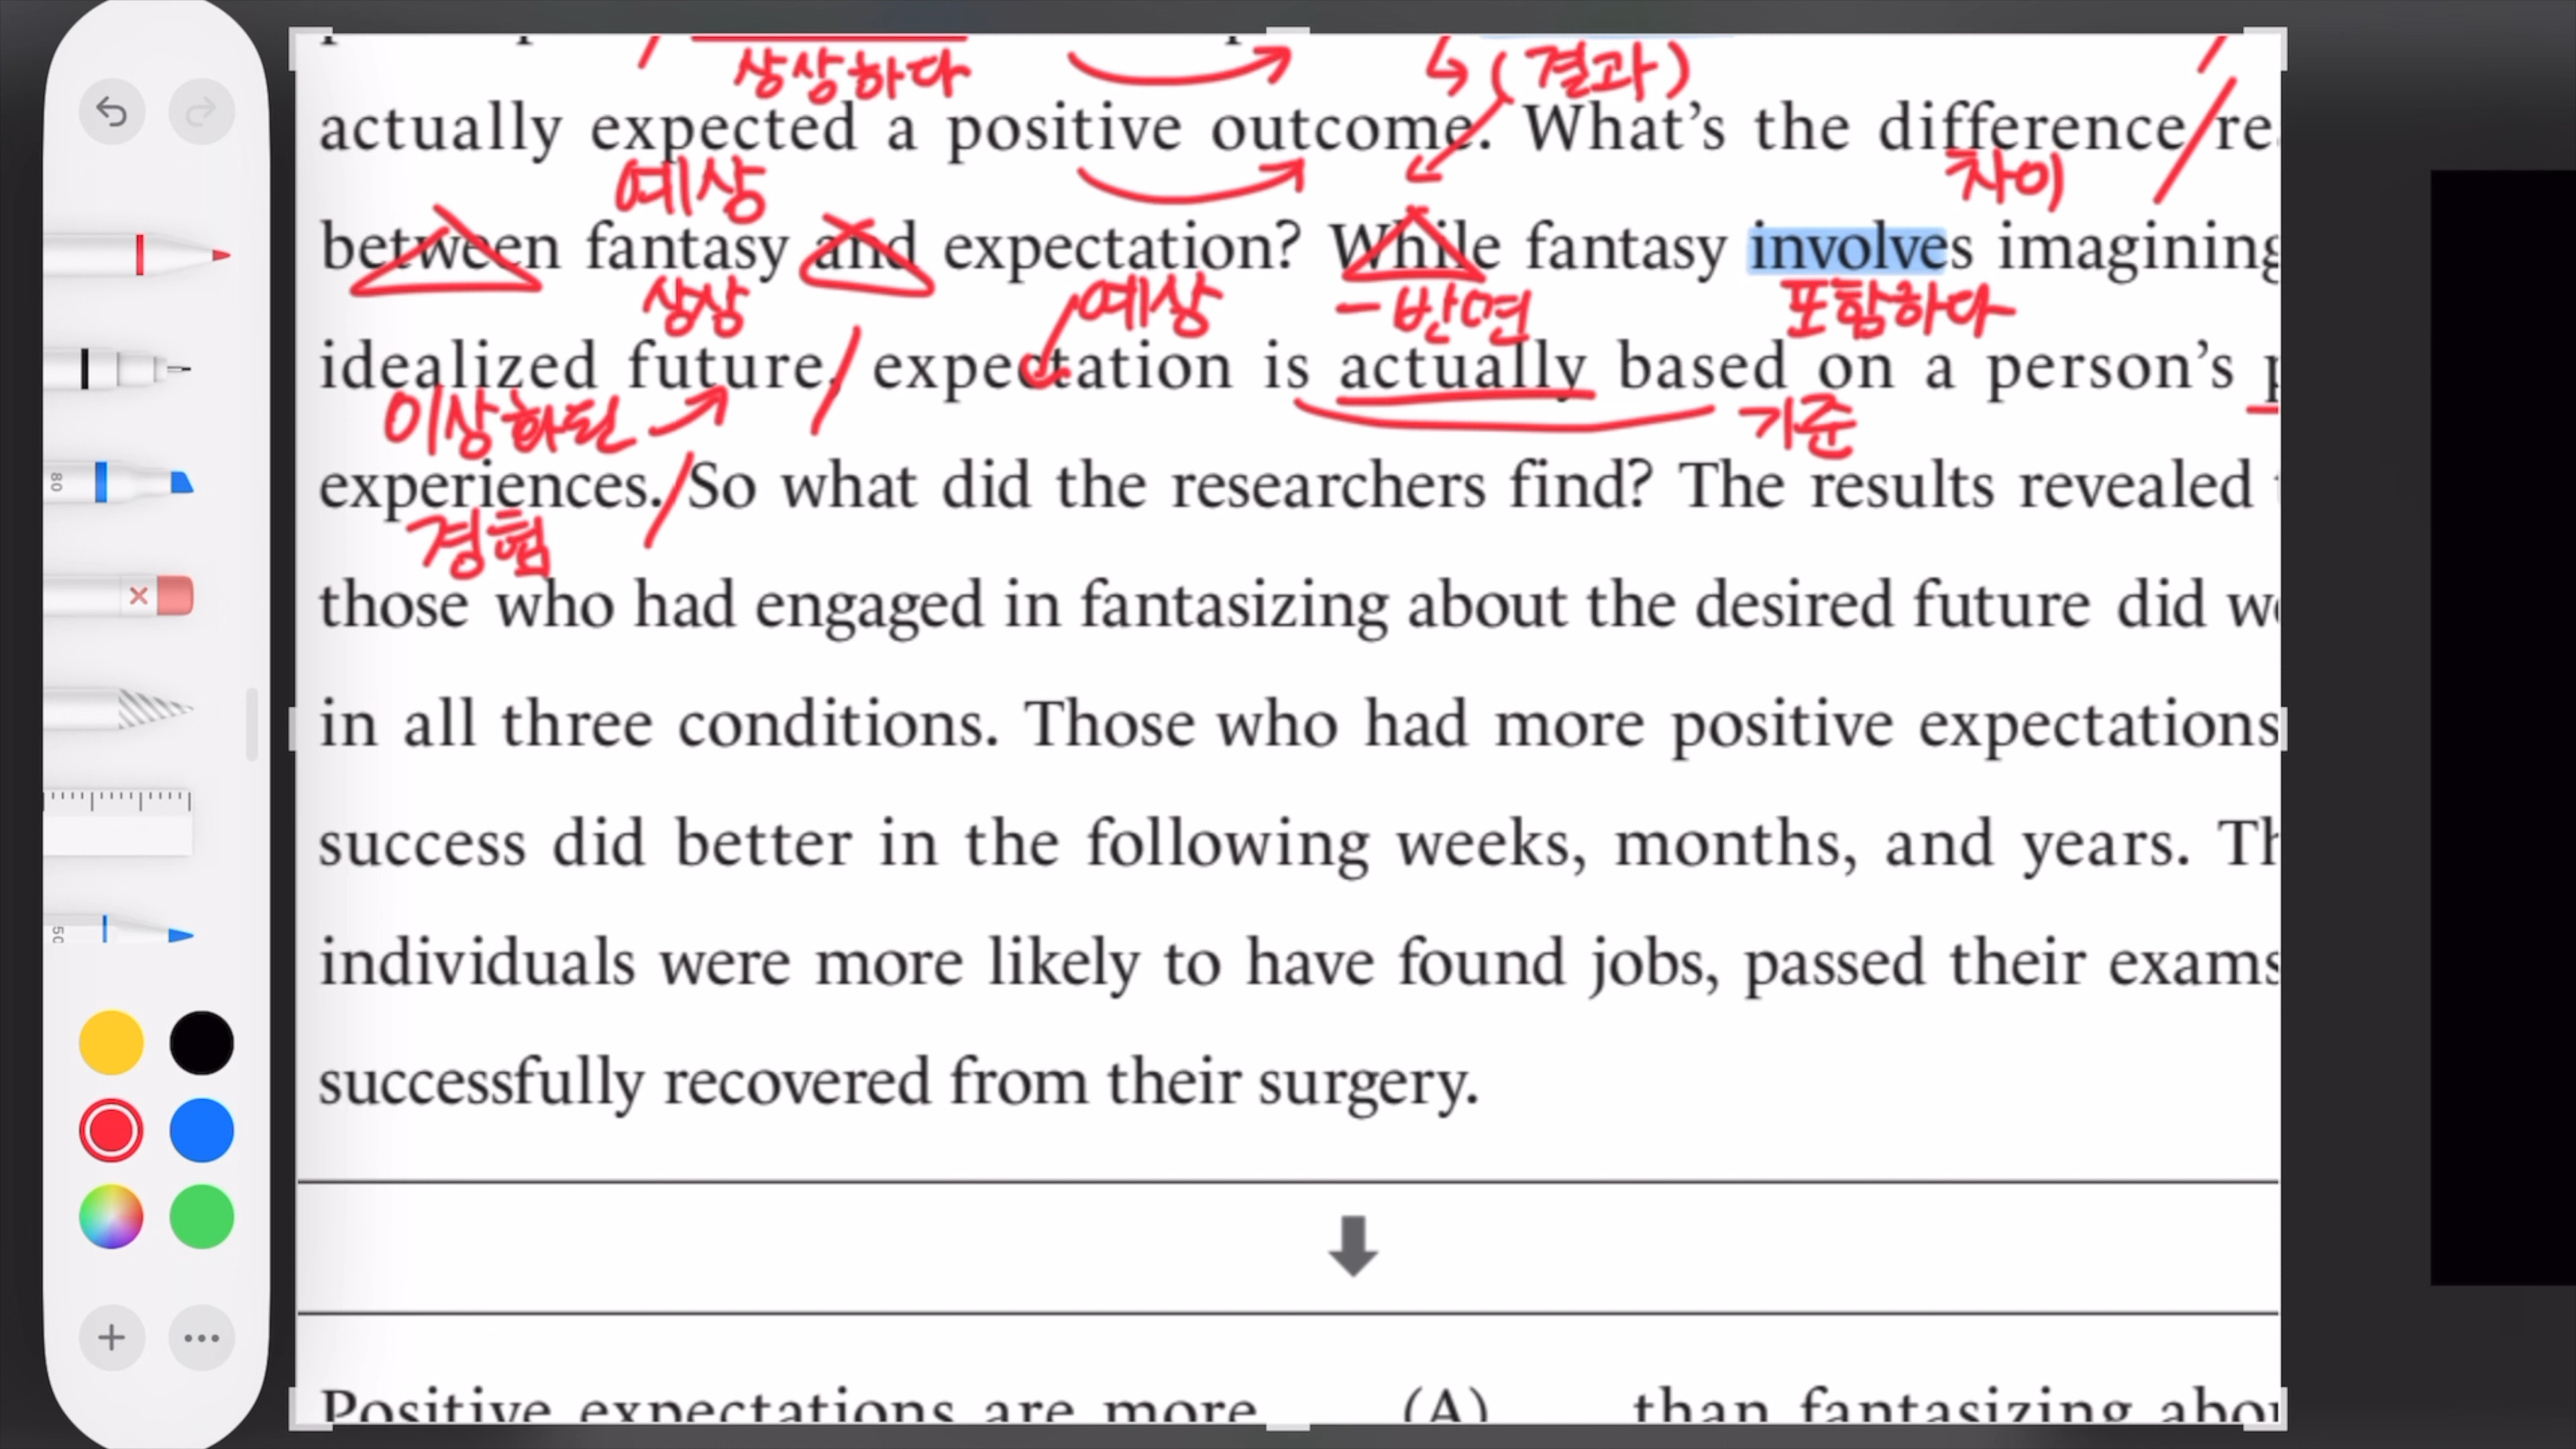 상상하다 (결과)
actually expected a positive outcome. What's the difference
예상 차이
between fantasy and expectation? While fantasy involves imagining
상상 예상 -반면 포함하다
idealized future, expectation is actually based on a person's
이상화된 기준
experiences. So what did the researchers find? The results revealed
경험
those who had engaged in fantasizing about the desired future did
in all three conditions. Those who had more positive expectations
success did better in the following weeks, months, and years.
individuals were more likely to have found jobs, passed their exams
successfully recovered from their surgery.
Positive expectations are more (A) than fantasizing
80
50